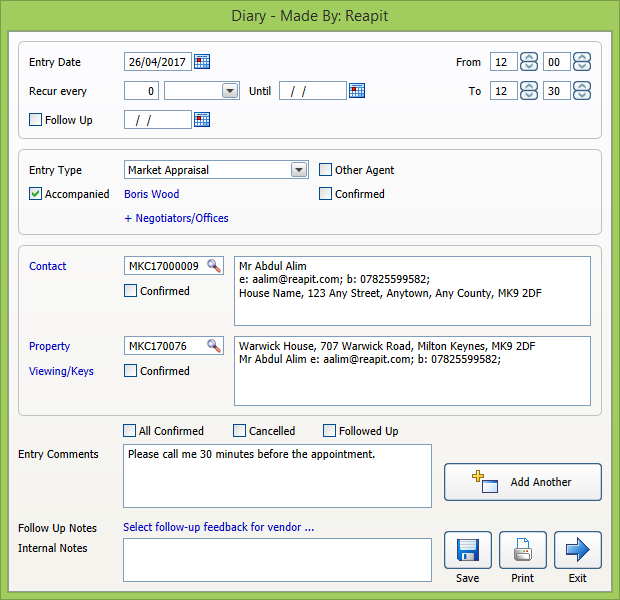 Diary - Made By: Reapit
Entry Date 26/04/2017 From 12 00
Recur every 0 Until / / To 12 30
Follow Up / /
Entry Type Market Appraisal Other Agent
Accompanied Boris Wood Confirmed
+ Negotiators/Offices
Contact MKC17000009 Mr Abdul Alim
e: aalim@reapit.com; b: 07825599582;
Confirmed House Name, 123 Any Street, Anytown, Any County, MK9 2DF
Property MKC170076 Warwick House, 707 Warwick Road, Milton Keynes, MK9 2DF
Mr Abdul Alim e: aalim@reapit.com; b: 07825599582;
Viewing/Keys Confirmed
All Confirmed Cancelled Followed Up
Entry Comments Please call me 30 minutes before the appointment.
Add Another
Follow Up Notes Select follow-up feedback for vendor ...
Internal Notes
Save Print Exit